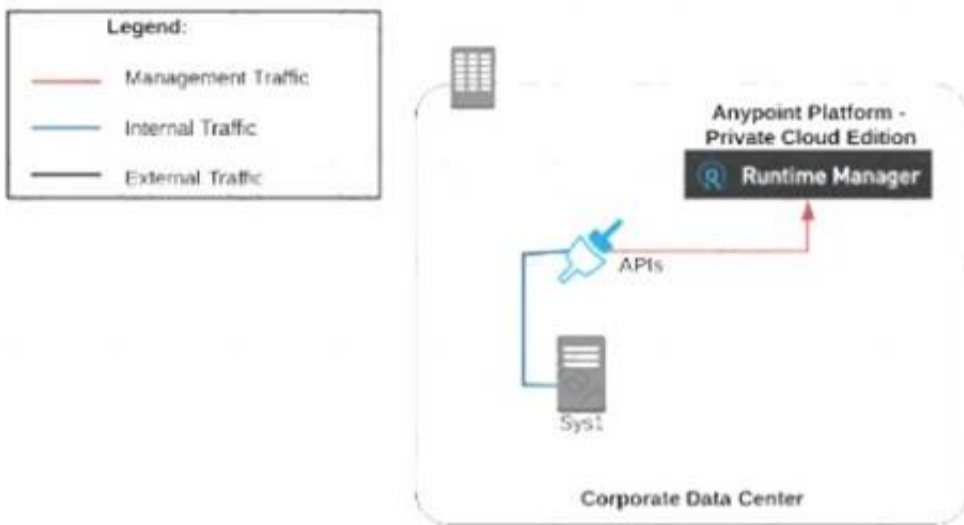 Legend:
Management Traffic
Internal Traffic
External Traffic
Anypoint Platform -
Private Cloud Edition
Runtime Manager
APIs
Sys1
Corporate Data Center